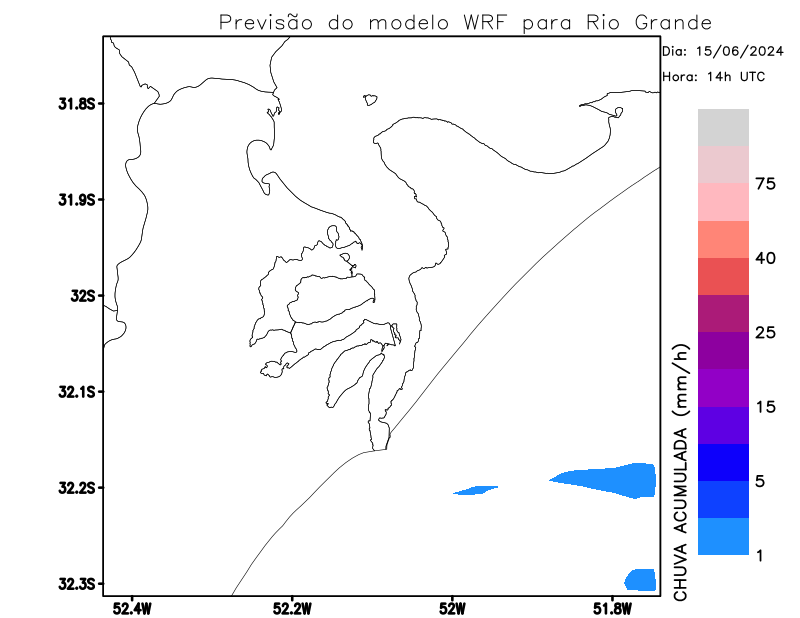 Previsão do modelo WRF para Rio Grande
Dia: 15/06/2024
Hora: 14h UTC
31.8S
31.9S
32S
32.1S
32.2S
32.3S
52.4W
52.2W
52W
51.8W
75
40
25
15
5
1
CHUVA ACUMULADA (mm/h)